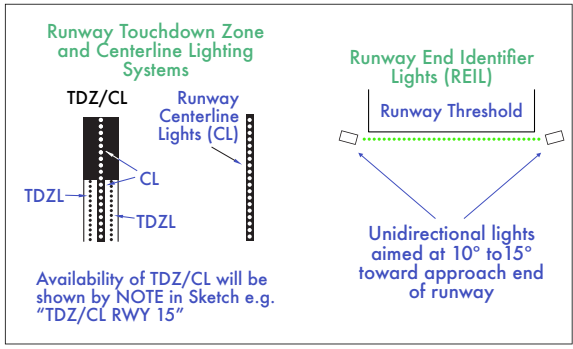 Runway Touchdown Zone
and Centerline Lighting
Systems
TDZ/CL
Runway
Centerline
Lights (CL)
CL
TDZL
TDZL
Availability of TDZ/CL will be
shown by NOTE in Sketch e.g.
“TDZ/CL RWY 15”
Runway End Identifier
Lights (REIL)
Runway Threshold
Unidirectional lights
aimed at 10° to15°
toward approach end
of runway